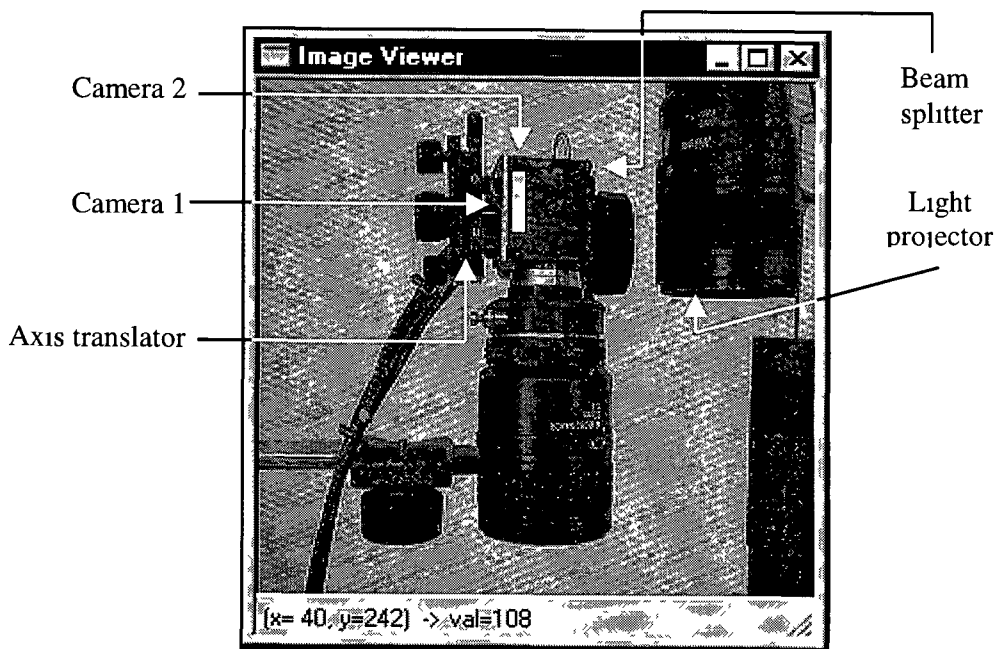 Image Viewer
Camera 2
Beam
splitter
Camera 1
Light
projector
Axis translator
(x= 40, y=242) -> val=108